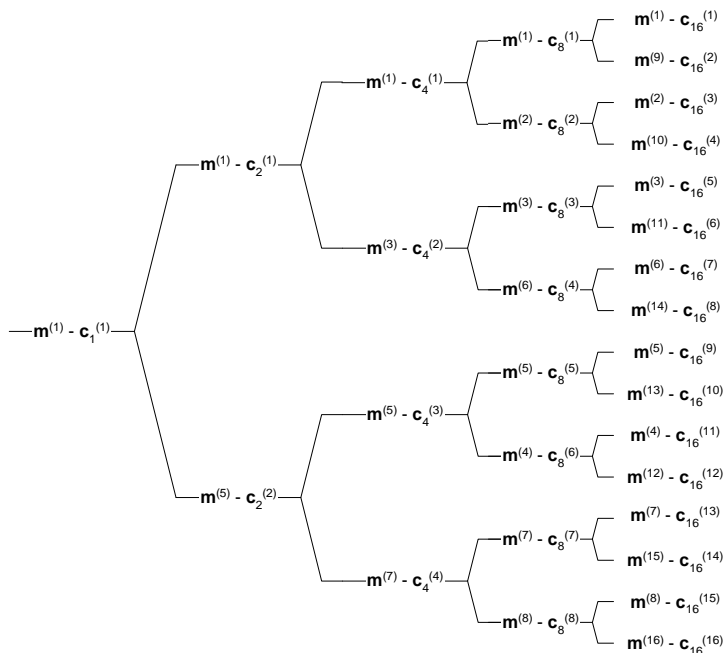 m(1) - c1(1)
m(1) - c2(1)
m(5) - c2(2)
m(1) - c4(1)
m(3) - c4(2)
m(5) - c4(3)
m(7) - c4(4)
m(1) - c8(1)
m(2) - c8(2)
m(3) - c8(3)
m(6) - c8(4)
m(5) - c8(5)
m(4) - c8(6)
m(7) - c8(7)
m(8) - c8(8)
m(1) - c16(1)
m(9) - c16(2)
m(2) - c16(3)
m(10) - c16(4)
m(3) - c16(5)
m(11) - c16(6)
m(6) - c16(7)
m(14) - c16(8)
m(5) - c16(9)
m(13) - c16(10)
m(4) - c16(11)
m(12) - c16(12)
m(7) - c16(13)
m(15) - c16(14)
m(8) - c16(15)
m(16) - c16(16)